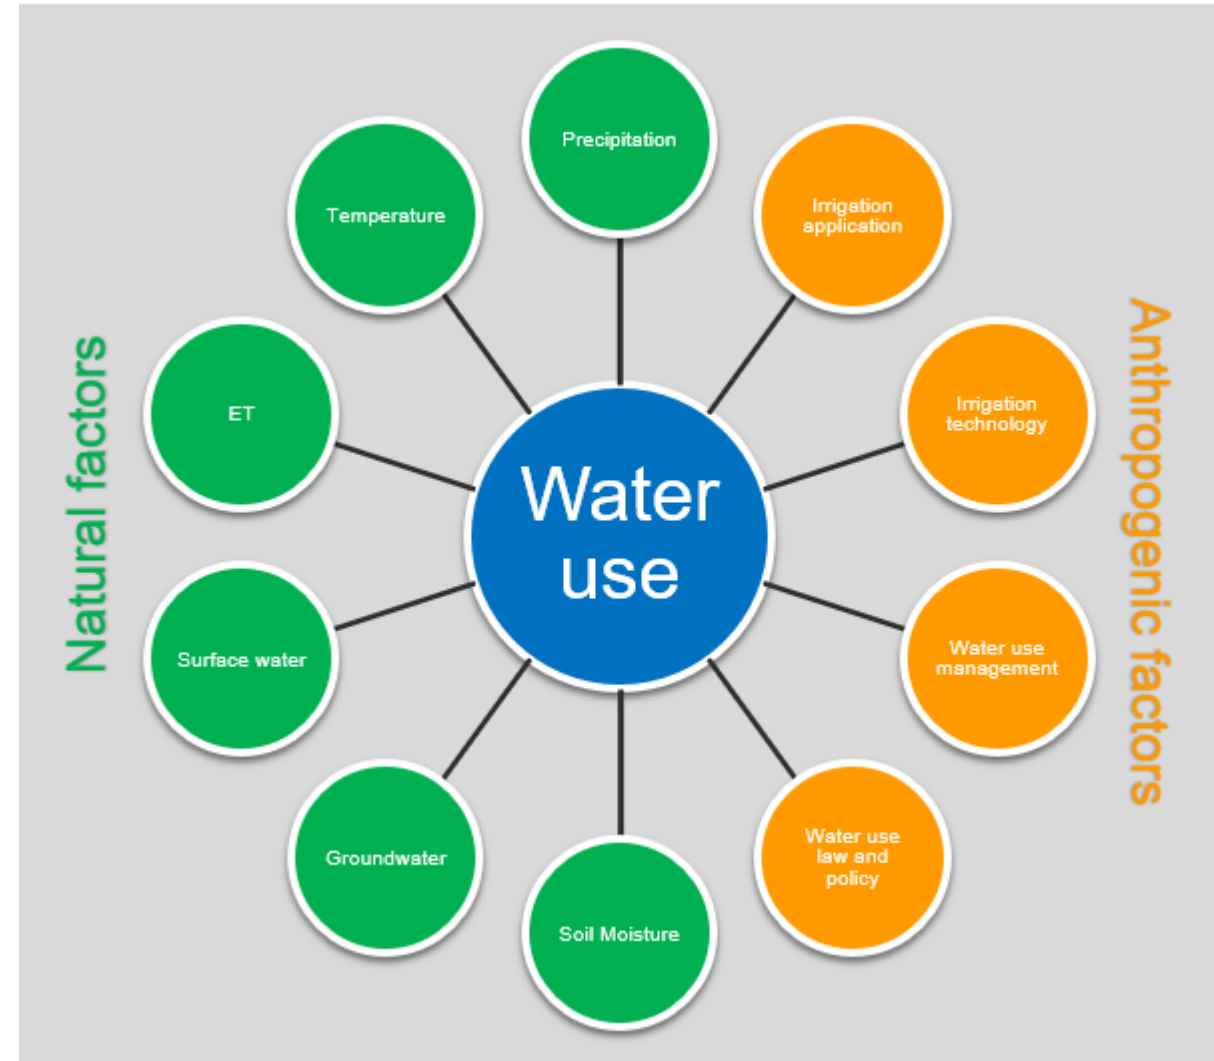 Precipitation
Temperature
Irrigation
application
ET
Irrigation
technology
Natural factors
Water
use
Anthropogenic factors
Surface water
Water use
management
Groundwater
Water use
law and
policy
Soil Moisture